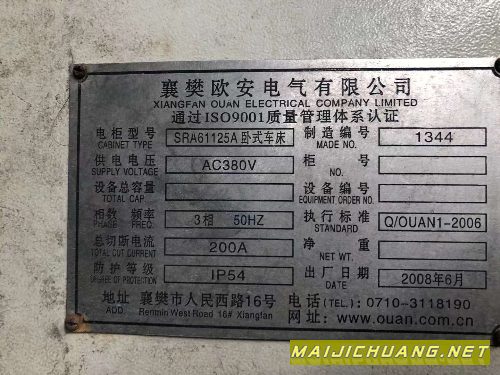 襄樊欧安电气有限公司
XIANGFAN OUAN ELECTRICAL COMPANY LIMITED
通过ISO9001质量管理体系认证
电柜型号 SRA61125A卧式车床 制造编号 1344
CABINET TYPE MADE NO.
供电电压 AC380V 柜号
SUPPLY VOLTAGE NO.
设备总容量 设备编号
TOTAL CAP. EQUIPMENT ORDER NO.
相数 频率 3相 50HZ 执行标准 Q/OUAN1-2006
PHASE FREQ. STANDARD
总切断电流 200A 净重
TOTAL CUT CURRENT NET WT.
防护等级 IP54 出厂日期 2008年6月
DEGREE OF PROTECTION DATE
地址 襄樊市人民西路16号 电话(TEL.): 0710-3118190
ADD. Renmin West Road 16# Xiangfan 网址: www.ouan.com.cn
MAIJICHUANG.NET